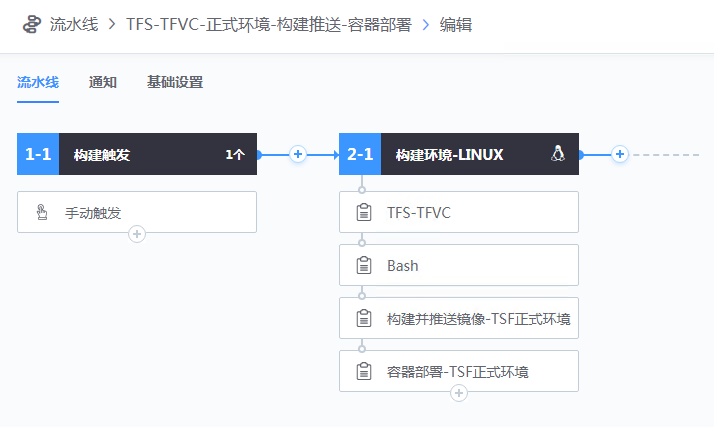 流水线 > TFS-TFVC-正式环境-构建推送-容器部署 > 编辑
流水线 通知 基础设置
1-1 构建触发 1个
2-1 构建环境-LINUX
手动触发
TFS-TFVC
Bash
构建并推送镜像-TSF正式环境
容器部署-TSF正式环境